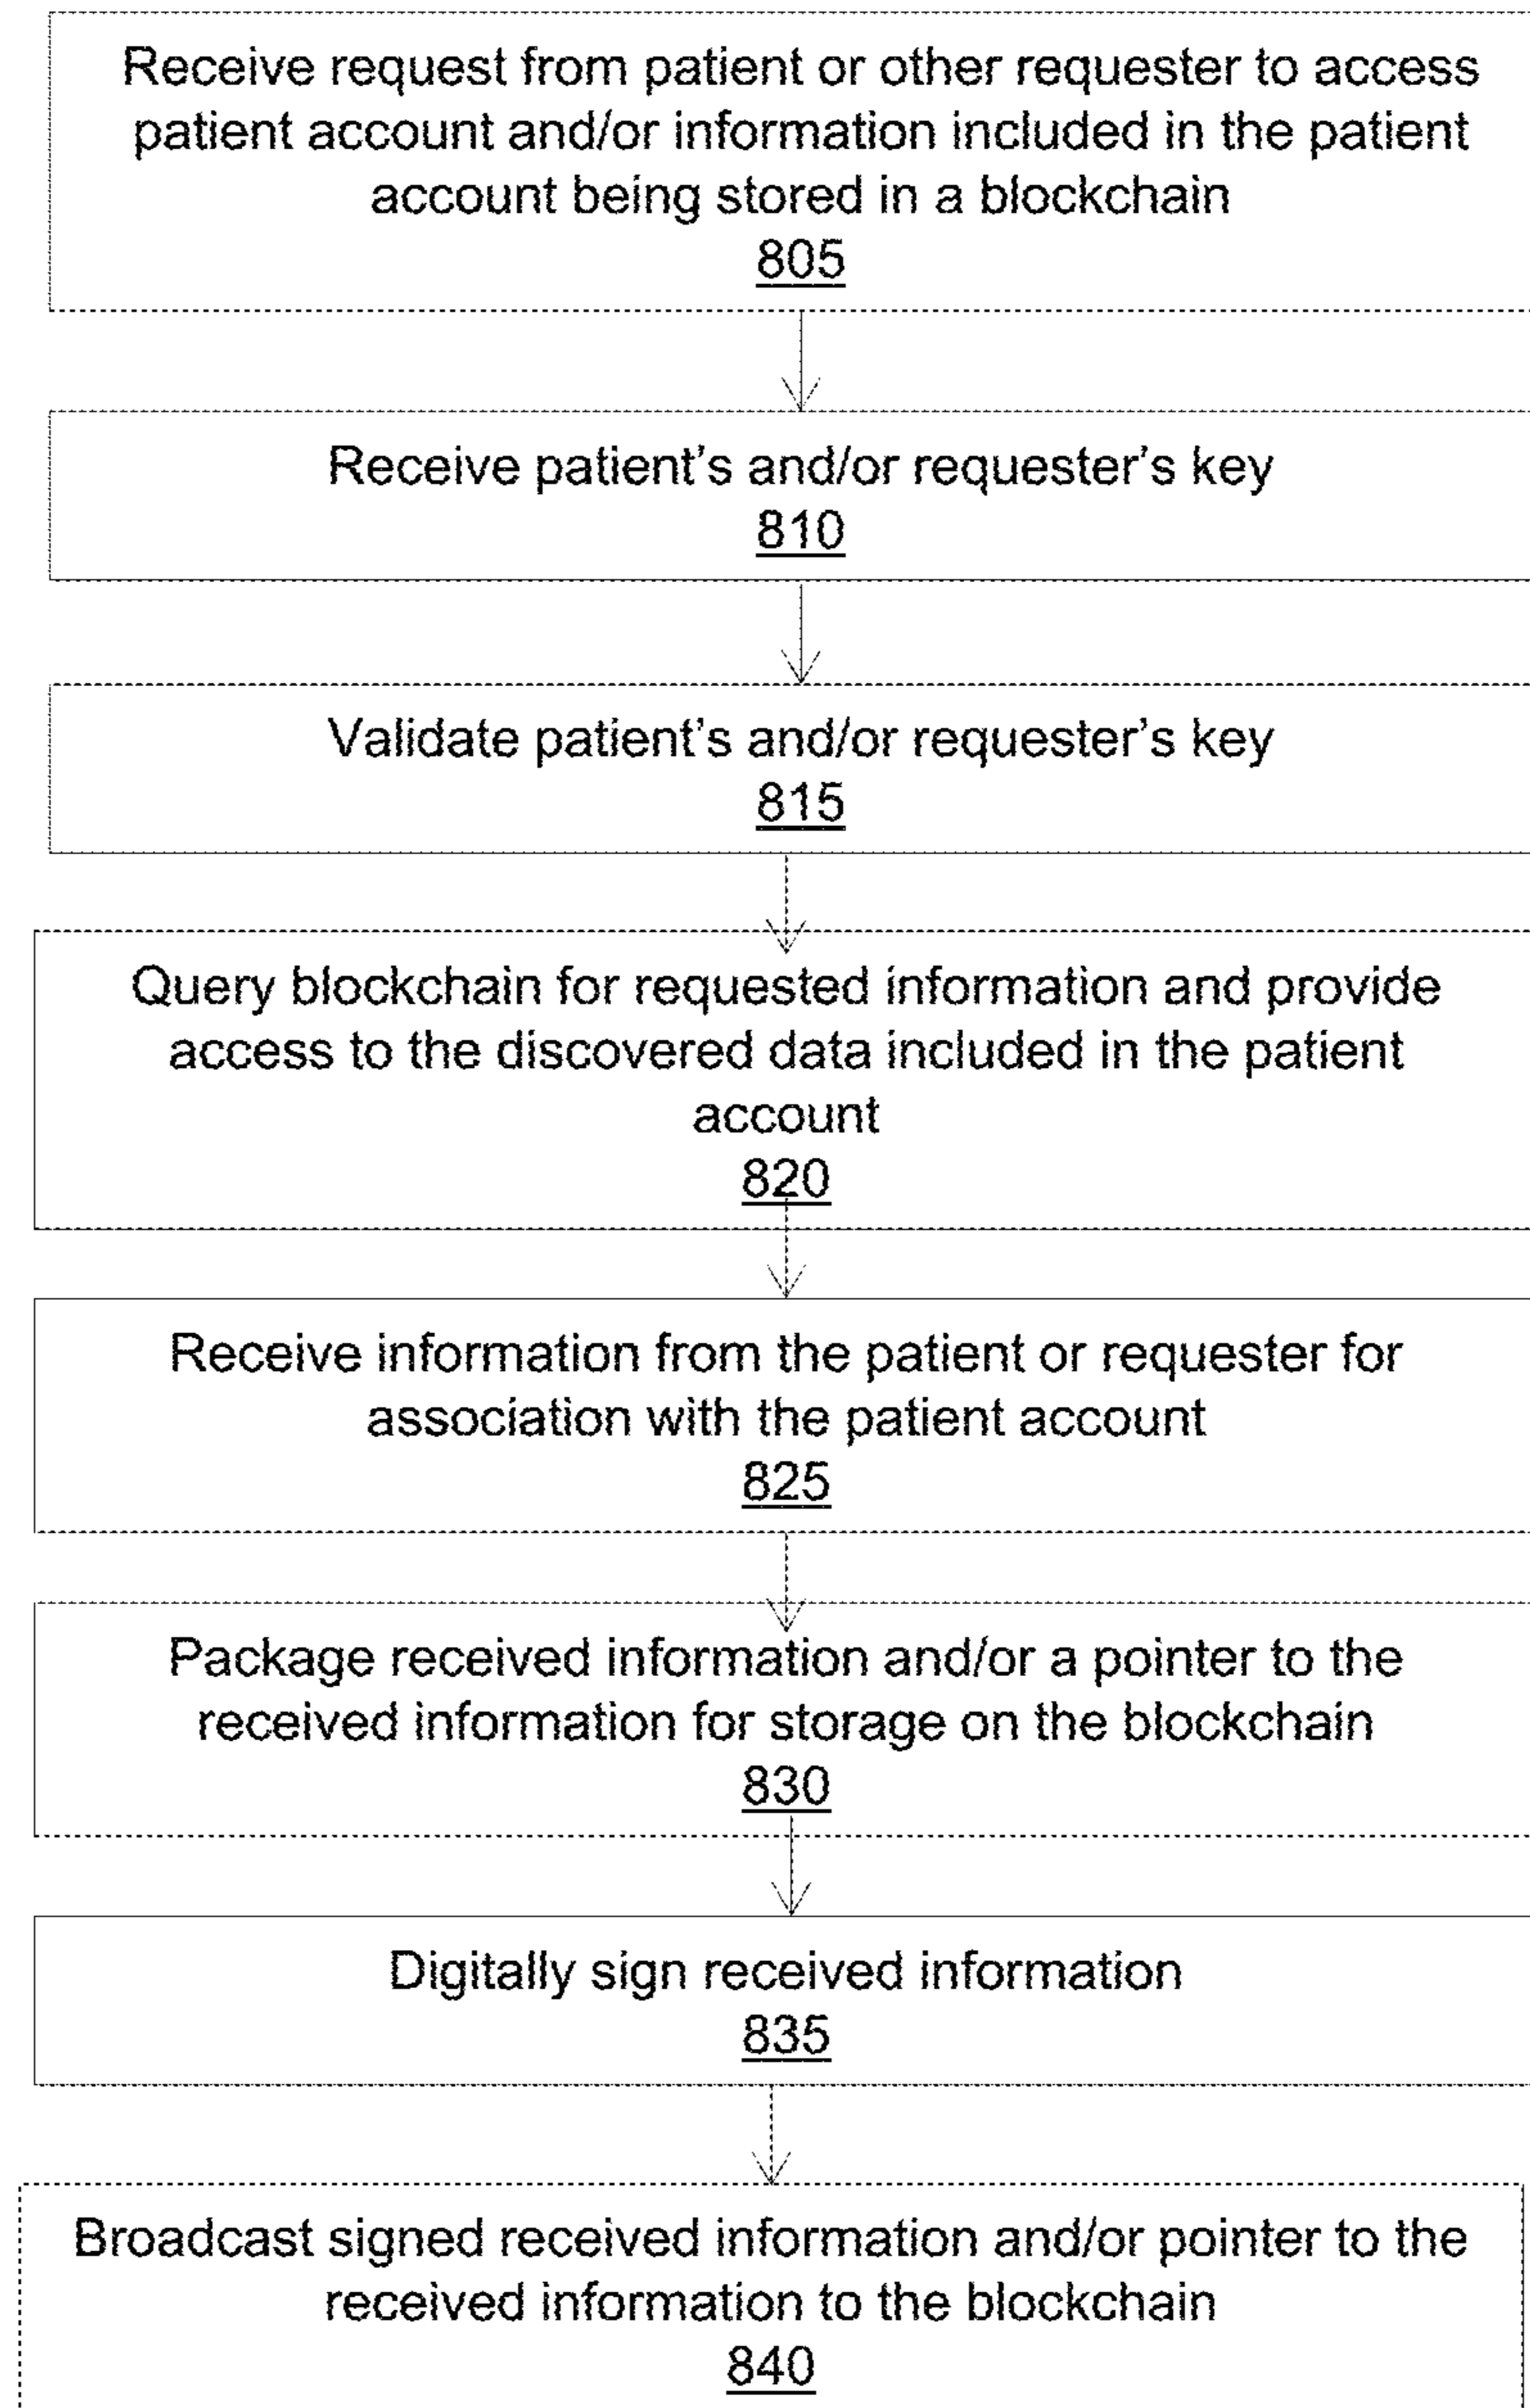 Receive request from patient or other requester to access
patient account and/or information included in the patient
account being stored in a blockchain
805
Receive patient's and/or requester's key
810
Validate patient's and/or requester's key
815
Query blockchain for requested information and provide
access to the discovered data included in the patient
account
820
Receive information from the patient or requester for
association with the patient account
825
Package received information and/or a pointer to the
received information for storage on the blockchain
830
Digitally sign received information
835
Broadcast signed received information and/or pointer to the
received information to the blockchain
840